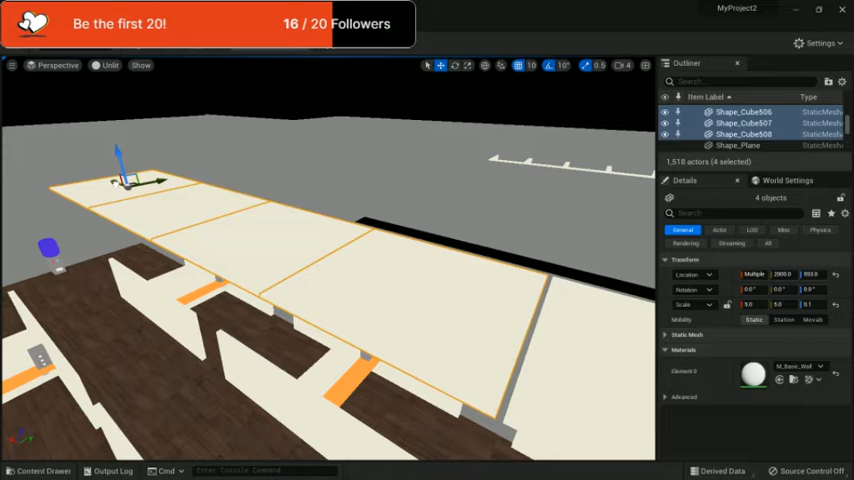 MyProject2
Be the first 20!
16 / 20 Followers
Settings
Perspective
Unlit
Show
10
10°
0.5
4
Outliner
Search...
Item Label
Type
Shape_Cube506
StaticMesh
Shape_Cube507
StaticMesh
Shape_Cube508
StaticMesh
Shape_Plane
StaticMesh
1,518 actors (4 selected)
Details
World Settings
4 objects
Search
General
Actor
LOD
Misc
Physics
Rendering
Streaming
All
Transform
Location
Multiple
2000.0
Rotation
0.0°
0.0°
0.0°
Scale
5.0
5.0
0.1
Mobility
Static
Station
Movab
Static Mesh
Materials
Element 0
M_Basic_Wall
Advanced
Content Drawer
Output Log
Cmd
Enter Console Command
Derived Data
Source Control Off